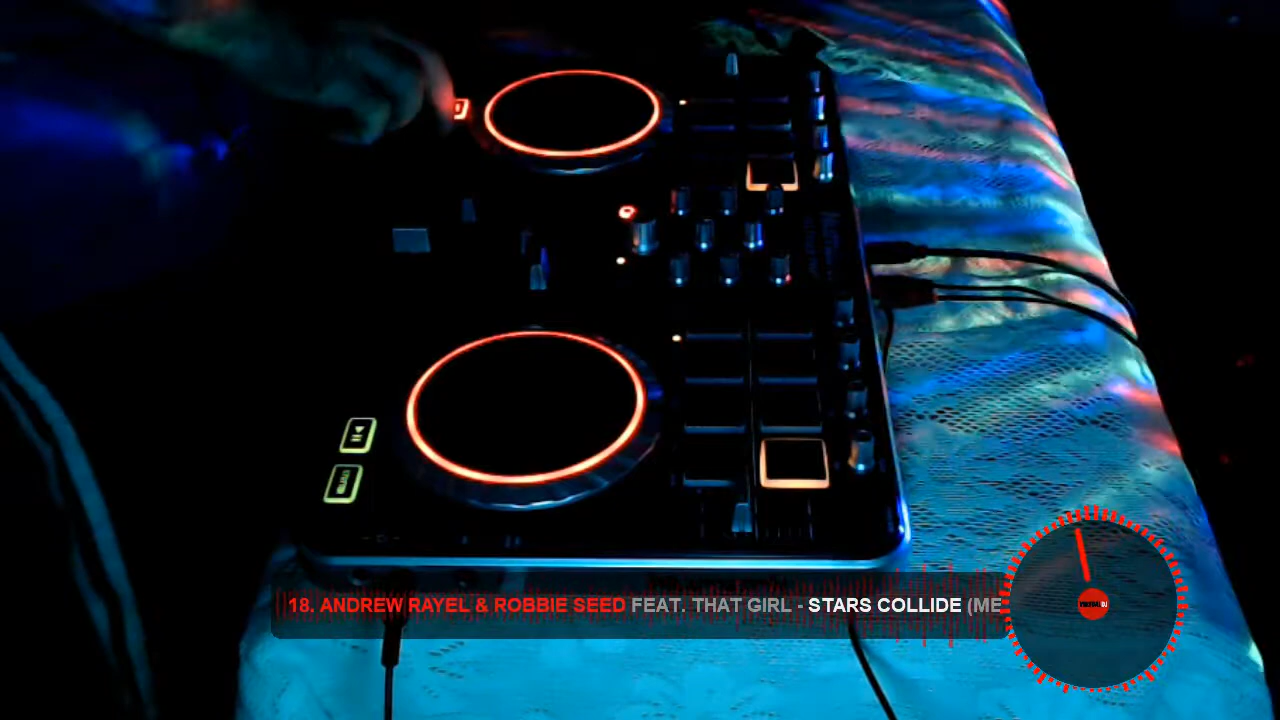 18. ANDREW RAYEL & ROBBIE SEED FEAT. THAT GIRL - STARS COLLIDE (ME